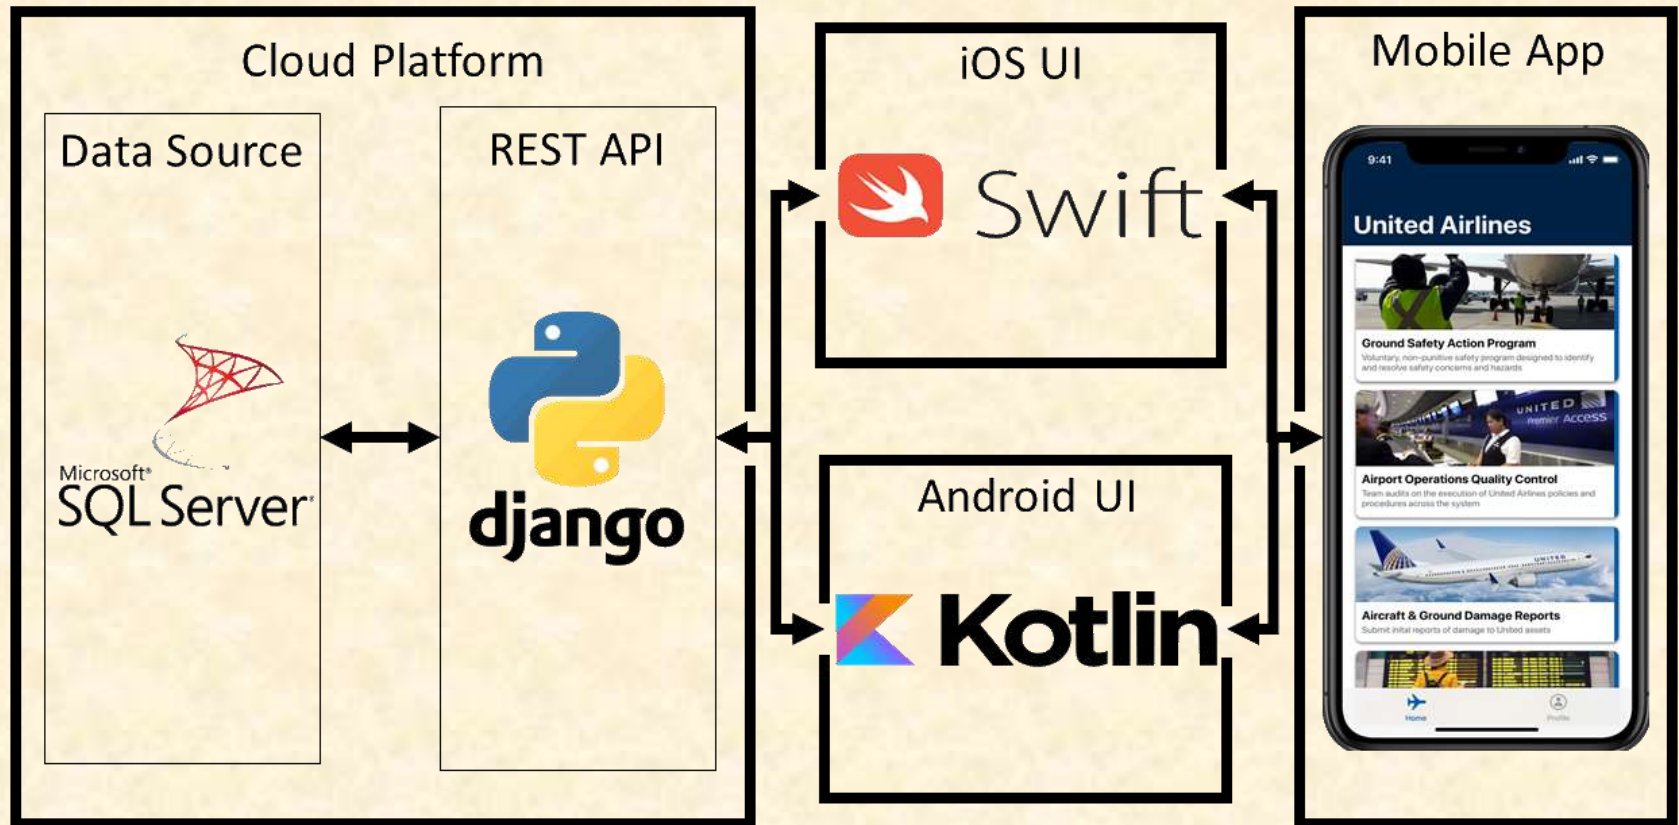 Cloud Platform
Data Source
Microsoft®
SQL Server
REST API
django
iOS UI
Swift
Android UI
Kotlin
Mobile App
9:41
United Airlines
Ground Safety Action Program
Voluntary, non-punitive safety program designed to identify
and resolve safety concerns and hazards
UNITED
Premier Access
Airport Operations Quality Control
Team audits on the execution of United Airlines policies and
procedures across the system
UNITED
Aircraft & Ground Damage Reports
Submit inital reports of damage to United assets
Home
Profile